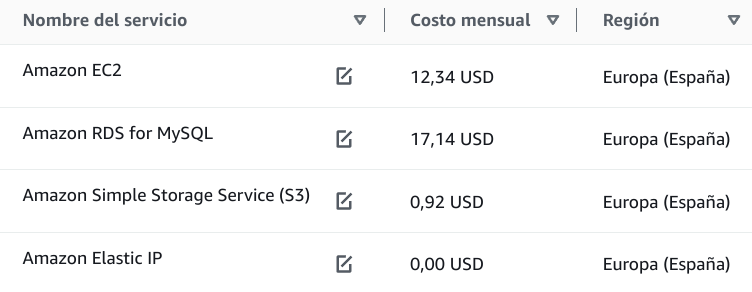 Nombre del servicio Costo mensual Región
Amazon EC2 12,34 USD Europa (España)
Amazon RDS for MySQL 17,14 USD Europa (España)
Amazon Simple Storage Service (S3) 0,92 USD Europa (España)
Amazon Elastic IP 0,00 USD Europa (España)